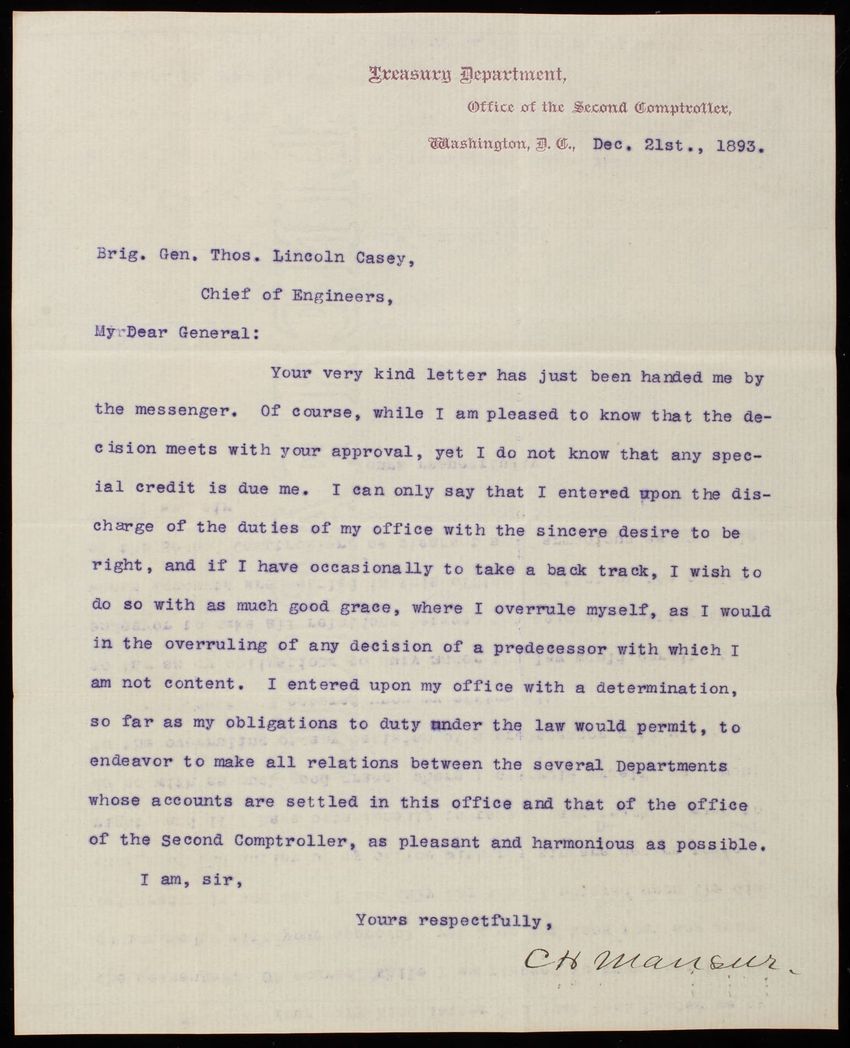 Treasury Department,
Office of the Second Comptroller,
Washington, D. C., Dec. 21st., 1893.
Brig. Gen. Thos. Lincoln Casey,
Chief of Engineers,
My Dear General:
Your very kind letter has just been handed me by
the messenger. Of course, while I am pleased to know that the de-
cision meets with your approval, yet I do not know that any spec-
ial credit is due me. I can only say that I entered upon the dis-
charge of the duties of my office with the sincere desire to be
right, and if I have occasionally to take a back track, I wish to
do so with as much good grace, where I overrule myself, as I would
in the overruling of any decision of a predecessor with which I
am not content. I entered upon my office with a determination,
so far as my obligations to duty under the law would permit, to
endeavor to make all relations between the several Departments
whose accounts are settled in this office and that of the office
of the Second Comptroller, as pleasant and harmonious as possible.
I am, sir,
Yours respectfully,
C H Mansur.